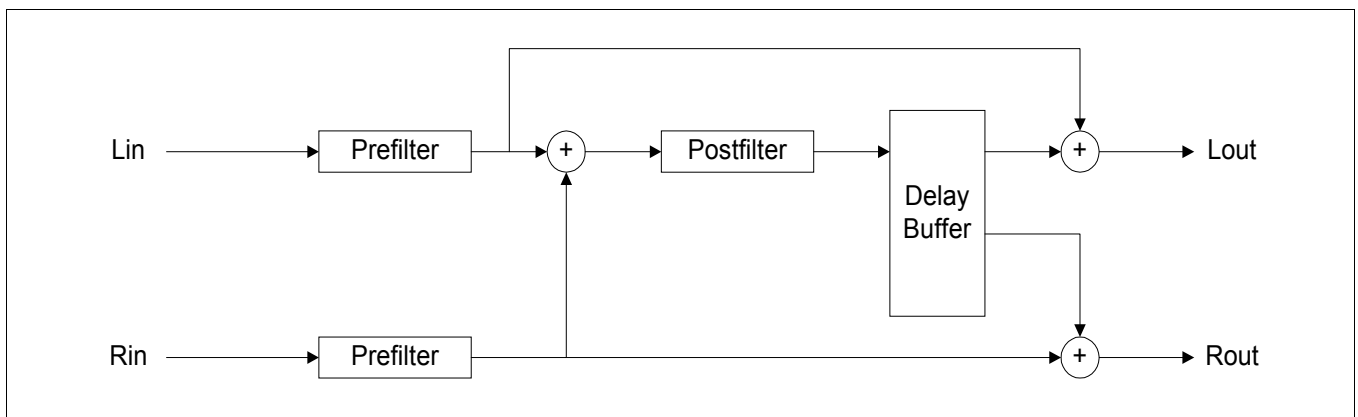 Lin
Prefilter
+
Postfilter
Delay
Buffer
+
Lout
Rin
Prefilter
+
Rout